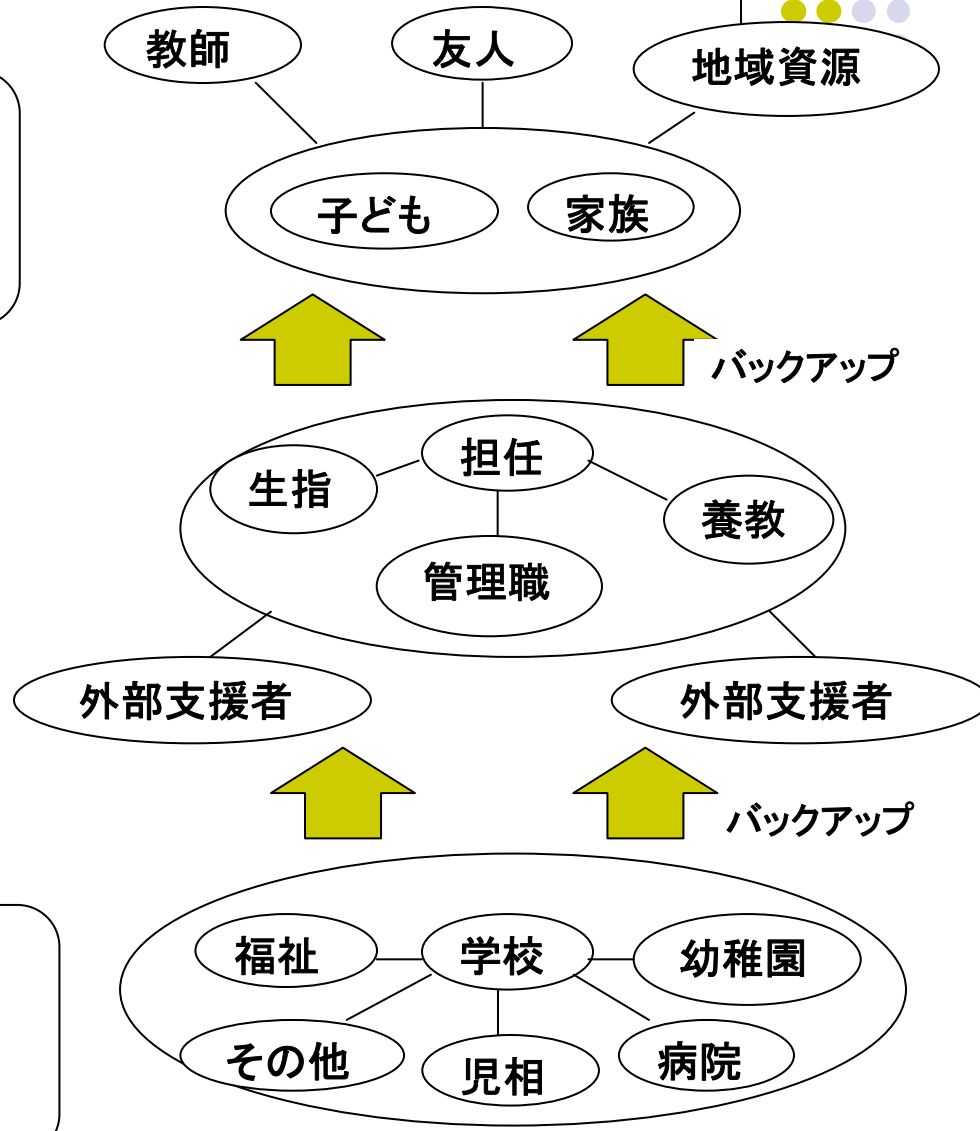 教師
友人
地域資源
子ども
家族
バックアップ
生指
担任
養教
管理職
外部支援者
外部支援者
バックアップ
福祉
学校
幼稚園
その他
児相
病院